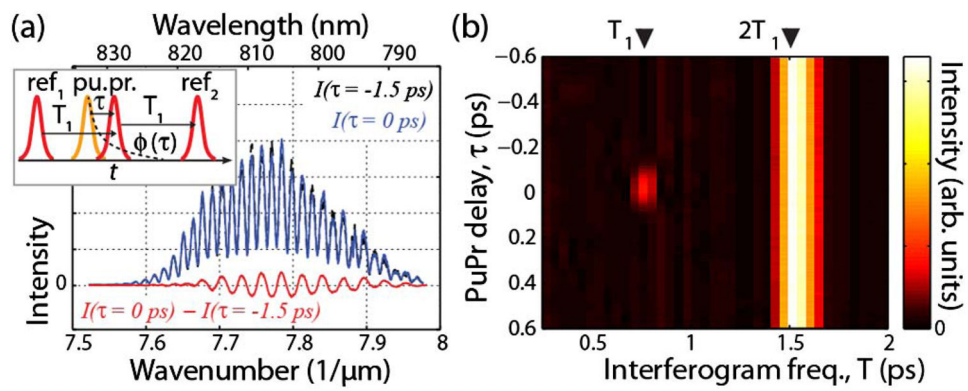 (a)
Wavelength (nm)
830 820 810 800 790
ref₁ pu.pr. ref₂
τ
T₁ T₁
ϕ(τ)
t
I(τ = -1.5 ps)
I(τ = 0 ps)
Intensity
0
I(τ = 0 ps) − I(τ = -1.5 ps)
7.5 7.6 7.7 7.8 7.9 8
Wavenumber (1/μm)
(b)
T₁ 2T₁
PuPr delay, τ (ps)
-0.6
-0.4
-0.2
0
0.2
0.4
0.6
0.5 1 1.5 2
Interferogram freq., T (ps)
Intensity (arb. units)
0